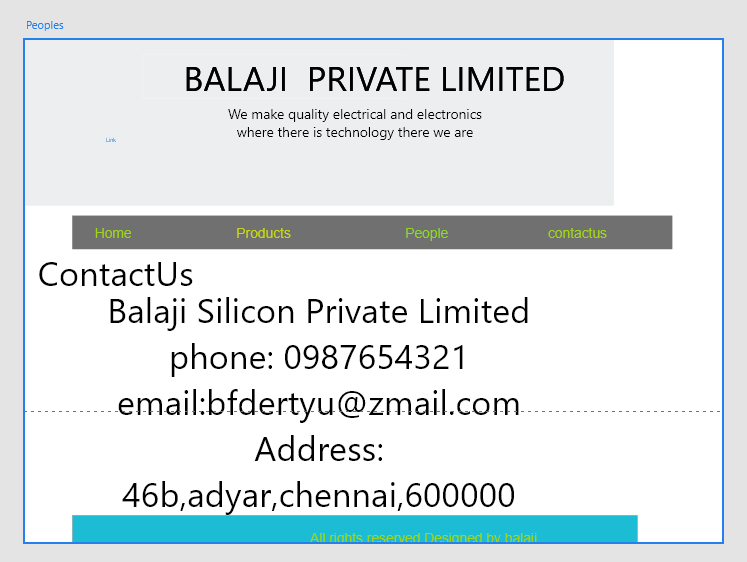 Peoples
BALAJI  PRIVATE LIMITED
We make quality electrical and electronics
where there is technology there we are
Link
Home Products People contactus
ContactUs
Balaji Silicon Private Limited
phone: 0987654321
email:bfdertyu@zmail.com
Address:
46b,adyar,chennai,600000
All rights reserved Designed by balaji